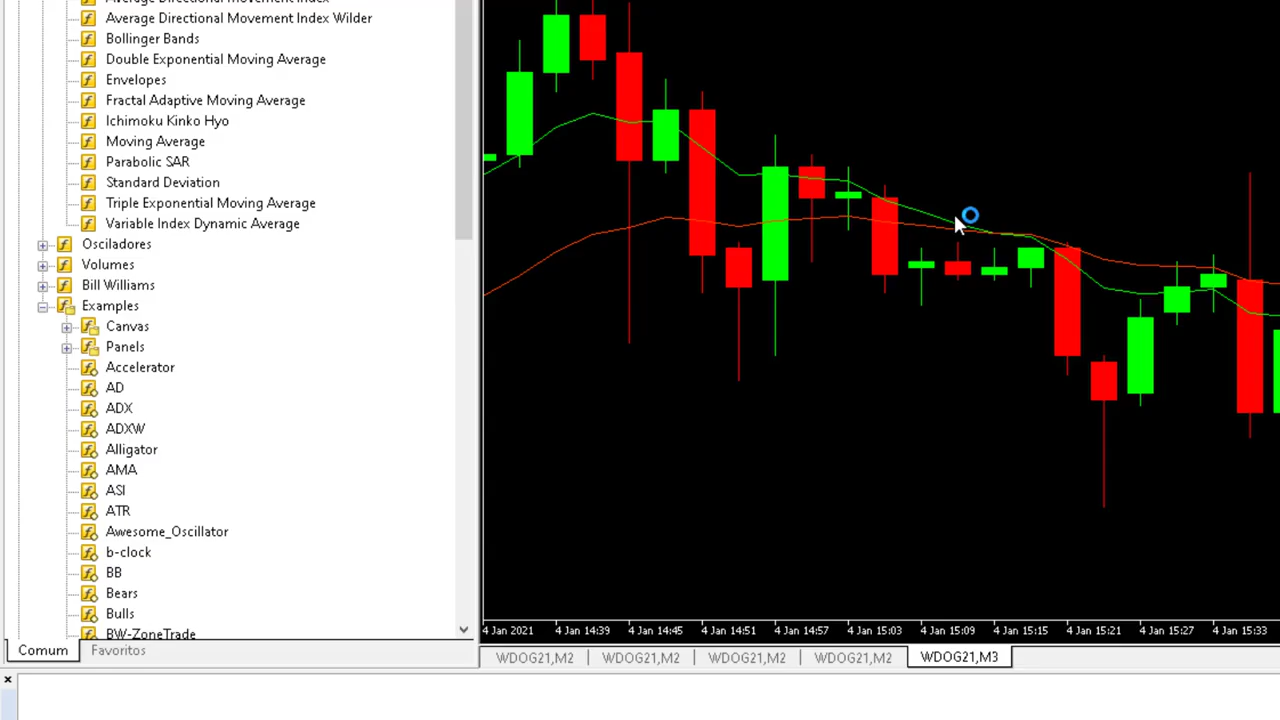 Average Directional Movement Index
Average Directional Movement Index Wilder
Bollinger Bands
Double Exponential Moving Average
Envelopes
Fractal Adaptive Moving Average
Ichimoku Kinko Hyo
Moving Average
Parabolic SAR
Standard Deviation
Triple Exponential Moving Average
Variable Index Dynamic Average
Osciladores
Volumes
Bill Williams
Examples
Canvas
Panels
Accelerator
AD
ADX
ADXW
Alligator
AMA
ASI
ATR
Awesome_Oscillator
b-clock
BB
Bears
Bulls
BW-ZoneTrade
Comum Favoritos
4 Jan 2021 4 Jan 14:39 4 Jan 14:45 4 Jan 14:51 4 Jan 14:57 4 Jan 15:03 4 Jan 15:09 4 Jan 15:15 4 Jan 15:21 4 Jan 15:27 4 Jan 15:33
WDOG21,M2 WDOG21,M2 WDOG21,M2 WDOG21,M2 WDOG21,M3